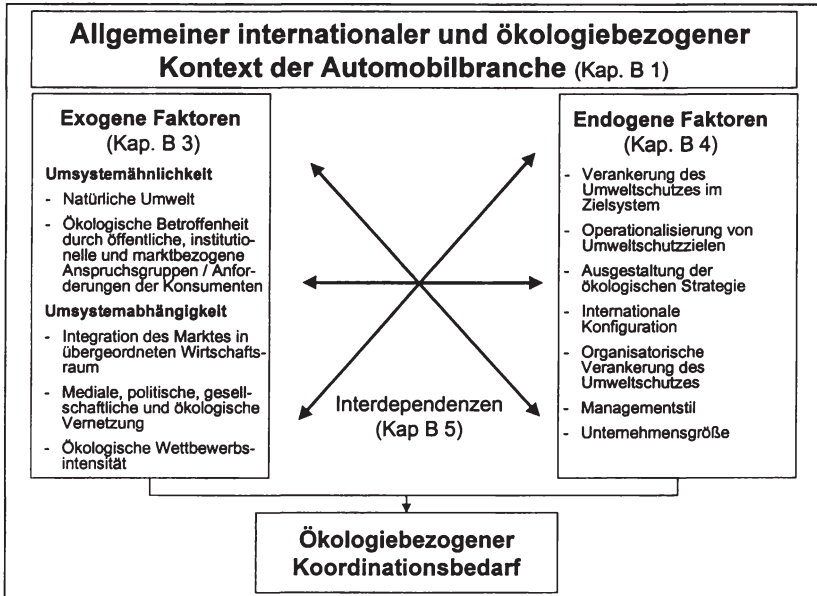 Allgemeiner internationaler und ökologiebezogener
Kontext der Automobilbranche (Kap. B 1)
Exogene Faktoren
(Kap. B 3)
Umsystemähnlichkeit
- Natürliche Umwelt
- Ökologische Betroffenheit
durch öffentliche, institutio-
nelle und marktbezogene
Anspruchsgruppen / Anfor-
derungen der Konsumenten
Umsystemabhängigkeit
- Integration des Marktes in
übergeordneten Wirtschafts-
raum
- Mediale, politische, gesell-
schaftliche und ökologische
Vernetzung
- Ökologische Wettbewerbs-
intensität
Interdependenzen
(Kap B 5)
Endogene Faktoren
(Kap. B 4)
- Verankerung des
Umweltschutzes im
Zielsystem
- Operationalisierung von
Umweltschutzzielen
- Ausgestaltung der
ökologischen Strategie
- Internationale
Konfiguration
- Organisatorische
Verankerung des
Umweltschutzes
- Managementstil
- Unternehmensgröße
Ökologiebezogener
Koordinationsbedarf